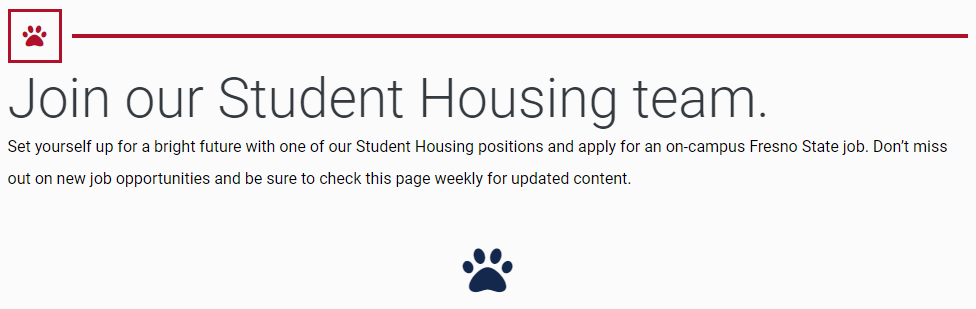 Join our Student Housing team.
Set yourself up for a bright future with one of our Student Housing positions and apply for an on-campus Fresno State job. Don’t miss
out on new job opportunities and be sure to check this page weekly for updated content.